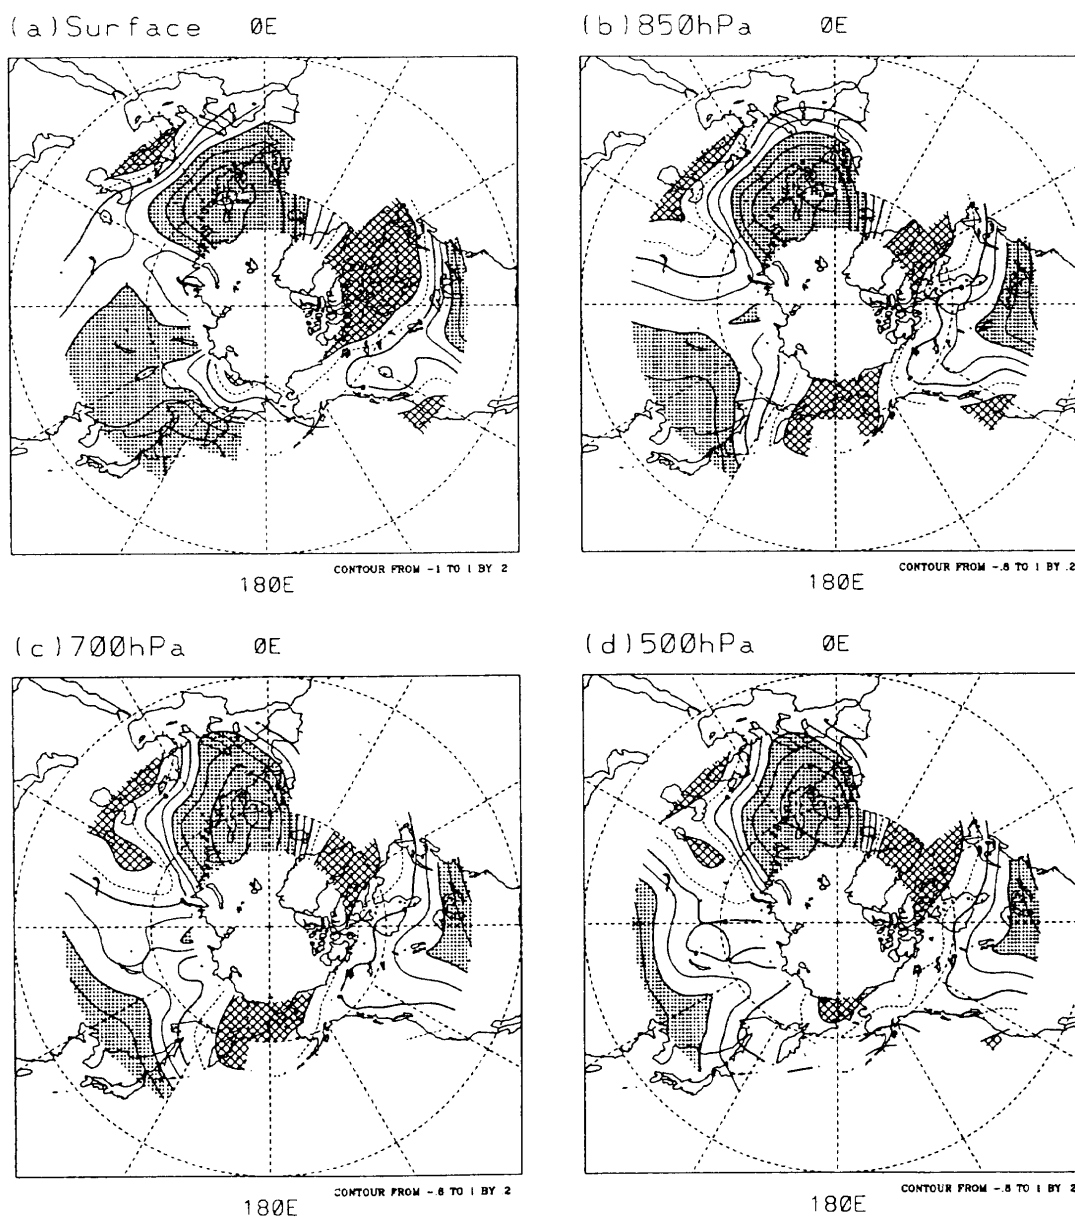 (a) Surface 0E
(b) 850hPa 0E
CONTOUR FROM -1 TO 1 BY 2
180E
CONTOUR FROM -.8 TO 1 BY .2
180E
(c) 700hPa 0E
(d) 500hPa 0E
CONTOUR FROM -.8 TO 1 BY 2
180E
CONTOUR FROM -.8 TO 1 BY 2
180E